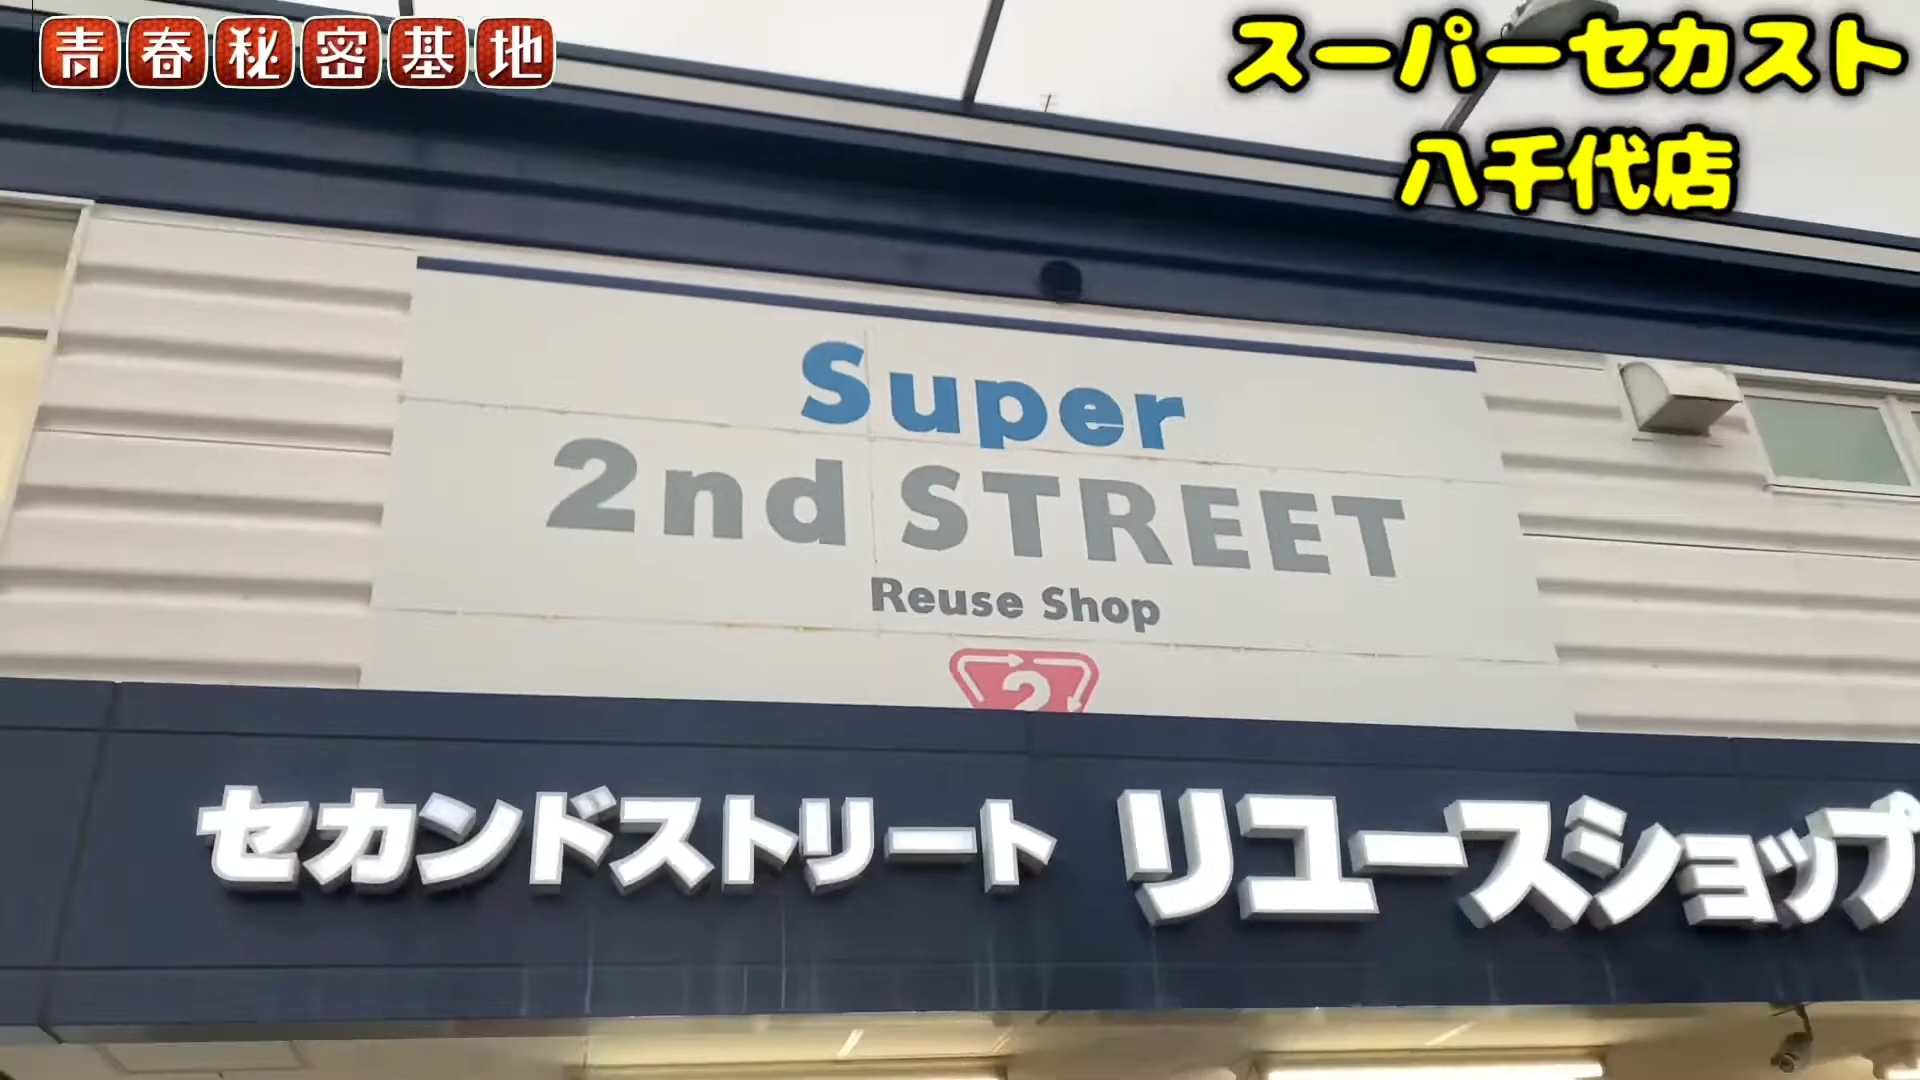 青春秘密基地
スーパーセカスト
八千代店
Super
2nd STREET
Reuse Shop
2
セカンドストリート リユースショップ